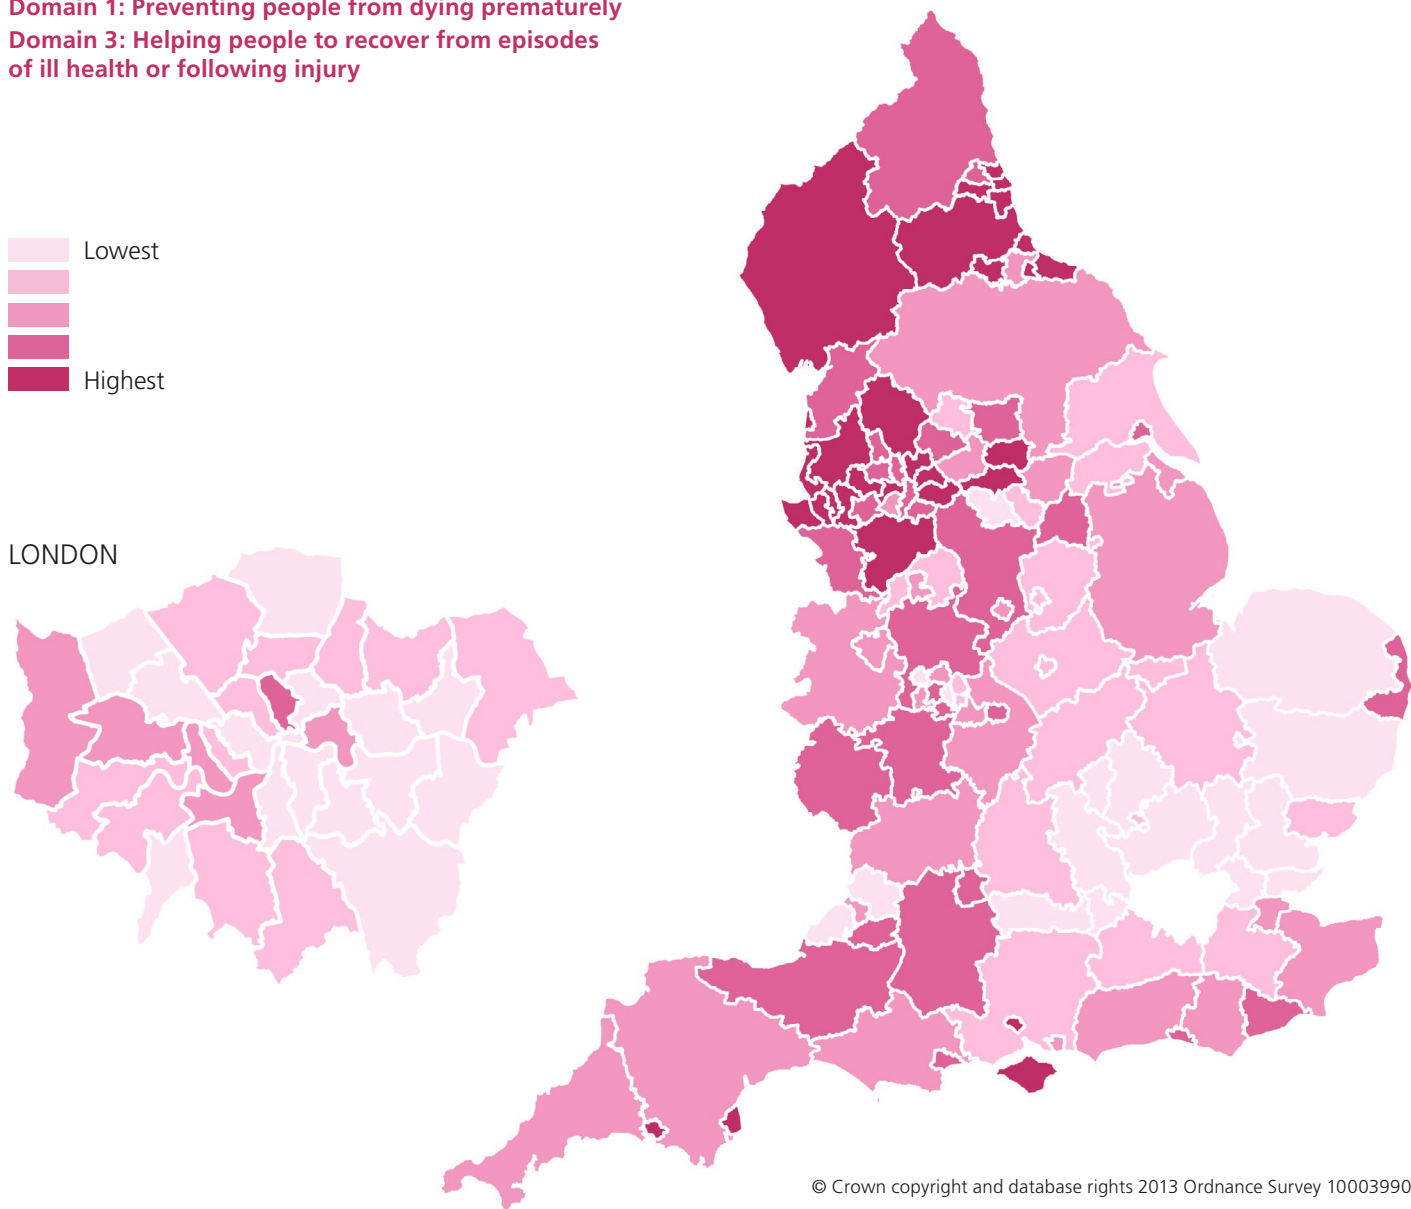 Domain 1: Preventing people from dying prematurely
Domain 3: Helping people to recover from episodes
of ill health or following injury
Lowest
Highest
LONDON
© Crown copyright and database rights 2013 Ordnance Survey 10003990